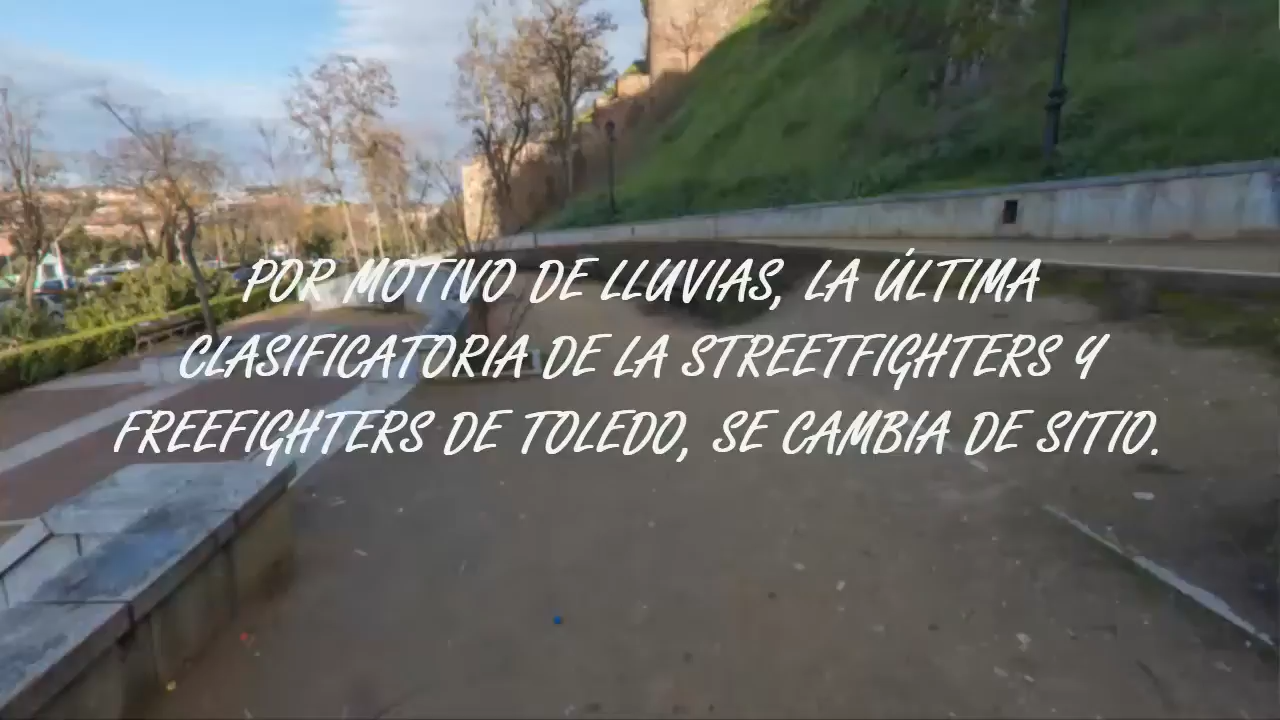 POR MOTIVO DE LLUVIAS, LA ÚLTIMA
CLASIFICATORIA DE LA STREETFIGHTERS Y
FREEFIGHTERS DE TOLEDO, SE CAMBIA DE SITIO.